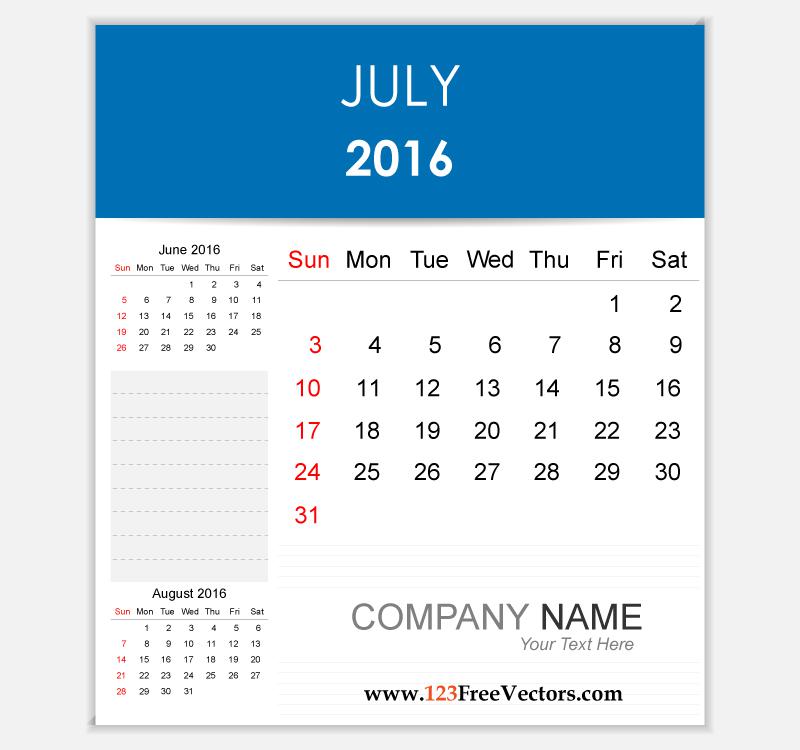 JULY
2016
June 2016
Sun Mon Tue Wed Thu Fri Sat
1 2 3 4
5 6 7 8 9 10 11
12 13 14 15 16 17 18
19 20 21 22 23 24 25
26 27 28 29 30
Sun Mon Tue Wed Thu Fri Sat
1 2
3 4 5 6 7 8 9
10 11 12 13 14 15 16
17 18 19 20 21 22 23
24 25 26 27 28 29 30
31
August 2016
Sun Mon Tue Wed Thu Fri Sat
1 2 3 4 5 6
7 8 9 10 11 12 13
14 15 16 17 18 19 20
21 22 23 24 25 26 27
28 29 30 31
COMPANY NAME
Your Text Here
www.123FreeVectors.com